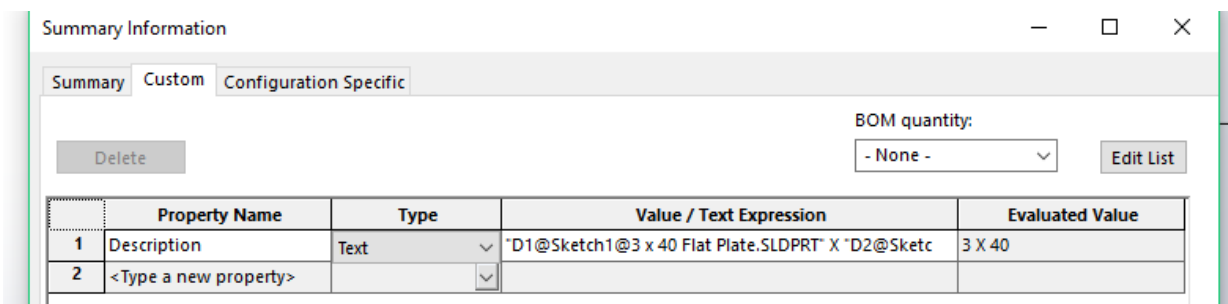 Summary Information
Summary Custom Configuration Specific
BOM quantity:
Delete - None - Edit List
Property Name Type Value / Text Expression Evaluated Value
1 Description Text "D1@Sketch1@3 x 40 Flat Plate.SLDPRT" X "D2@Sketc 3 X 40
2 <Type a new property>